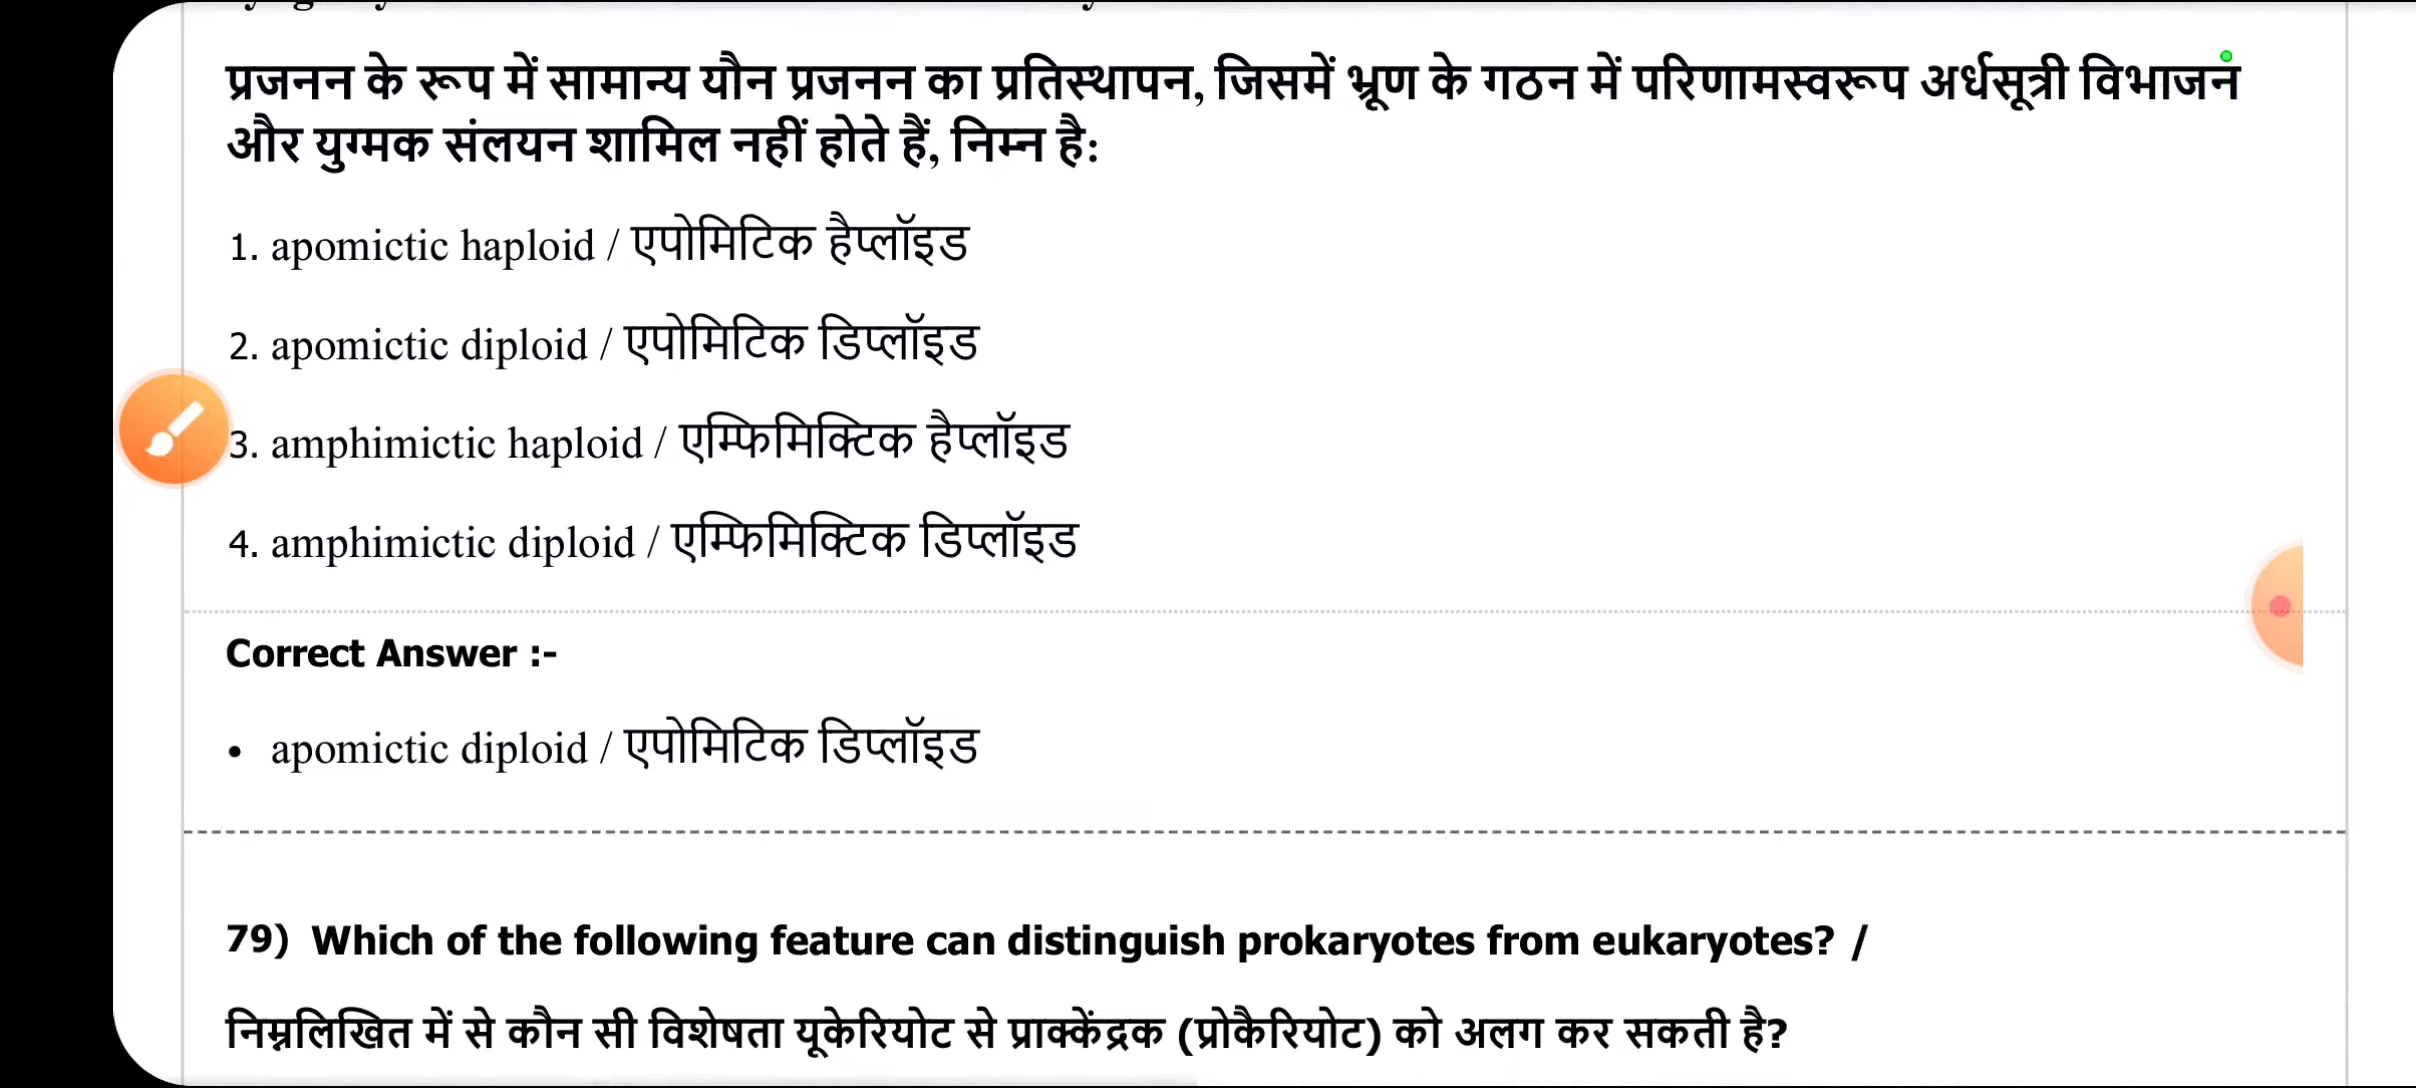 प्रजनन के रूप में सामान्य यौन प्रजनन का प्रतिस्थापन, जिसमें भ्रूण के गठन में परिणामस्वरूप अर्धसूत्री विभाजन
और युग्मक संलयन शामिल नहीं होते हैं, निम्न है:
1. apomictic haploid / एपोमिटिक हैप्लॉइड
2. apomictic diploid / एपोमिटिक डिप्लॉइड
3. amphimictic haploid / एम्फिमिक्टिक हैप्लॉइड
4. amphimictic diploid / एम्फिमिक्टिक डिप्लॉइड
Correct Answer :-
• apomictic diploid / एपोमिटिक डिप्लॉइड
79) Which of the following feature can distinguish prokaryotes from eukaryotes? /
निम्नलिखित में से कौन सी विशेषता यूकेरियोट से प्राक्केंद्रक (प्रोकैरियोट) को अलग कर सकती है?